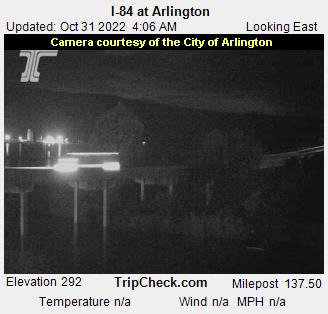 I-84 at Arlington
Updated: Oct 31 2022 4:06 AM Looking East
Camera courtesy of the City of Arlington
Elevation 292 TripCheck.com Milepost 137.50
Temperature n/a Wind n/a MPH n/a